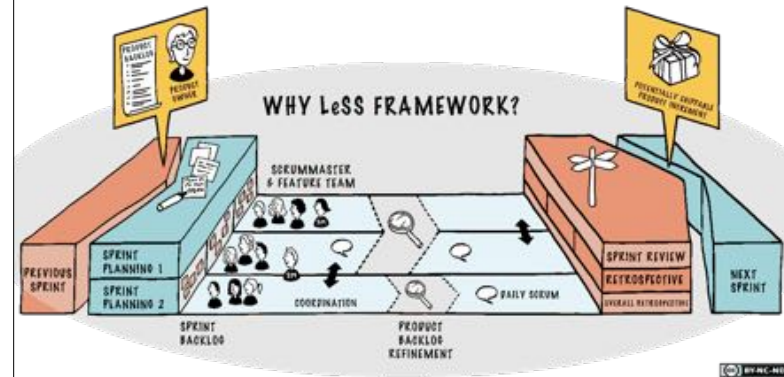 PRODUCT
BACKLOG
PRODUCT
OWNER
POTENTIALLY SHIPPABLE
PRODUCT INCREMENT
WHY LeSS FRAMEWORK?
SCRUMMASTER
& FEATURE TEAM
PREVIOUS
SPRINT
SPRINT
PLANNING 1
SPRINT
PLANNING 2
SM
SM
COORDINATION
DAILY SCRUM
SPRINT REVIEW
RETROSPECTIVE
OVERALL RETROSPECTIVE
NEXT
SPRINT
SPRINT
BACKLOG
PRODUCT
BACKLOG
REFINEMENT
cc BY-NC-ND